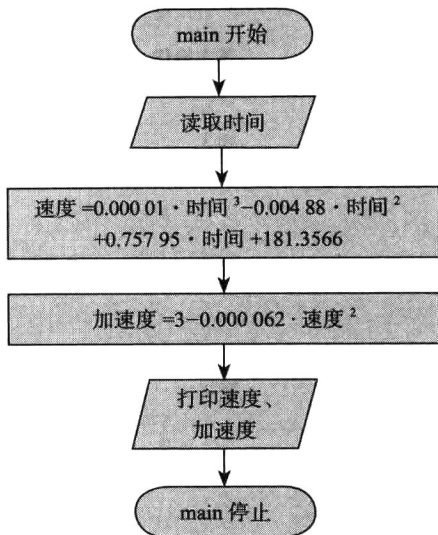 main 开始
读取时间
速度 =0.000 01 · 时间 ³−0.004 88 · 时间 ²
+0.757 95 · 时间 +181.3566
加速度 =3−0.000 062 · 速度 ²
打印速度、
加速度
main 停止